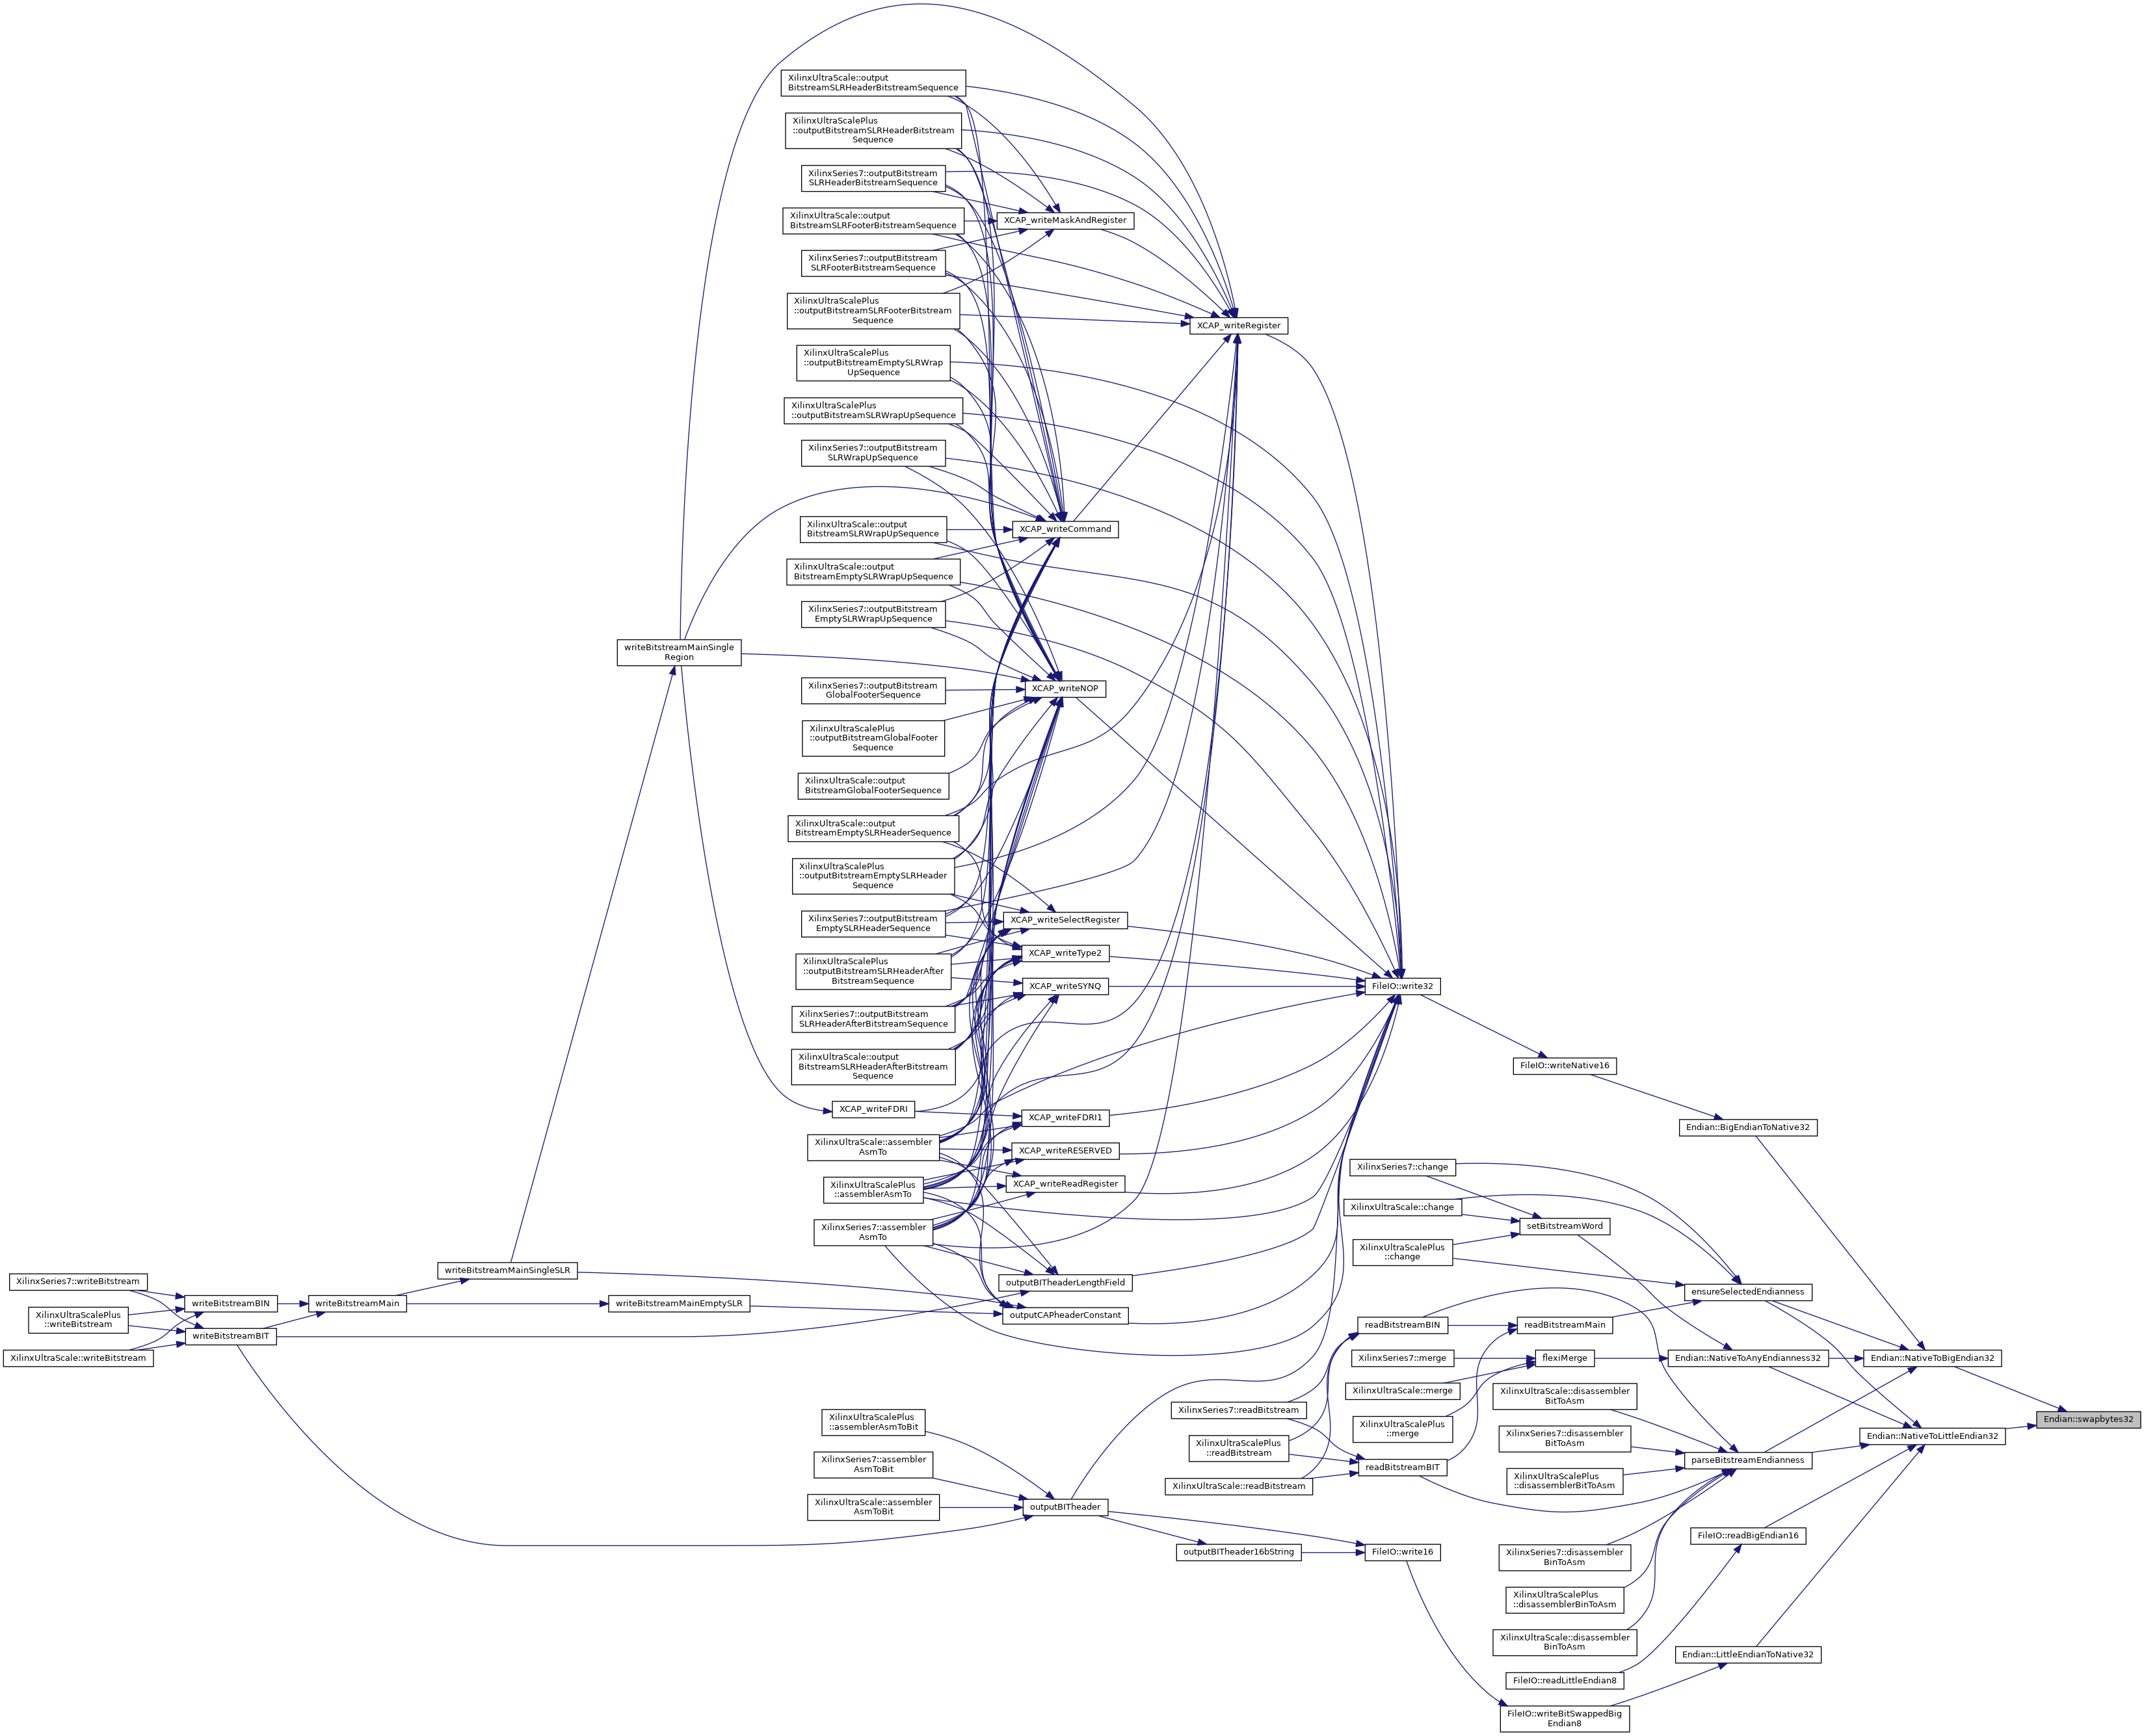 XilinxUltraScale::output
BitstreamSLRHeaderBitstreamSequence
XilinxUltraScalePlus
::outputBitstreamSLRHeaderBitstream
Sequence
XilinxSeries7::outputBitstream
SLRHeaderBitstreamSequence
XilinxUltraScale::output
BitstreamSLRFooterBitstreamSequence
XCAP_writeMaskAndRegister
XilinxSeries7::outputBitstream
SLRFooterBitstreamSequence
XilinxUltraScalePlus
::outputBitstreamSLRFooterBitstream
Sequence
XCAP_writeRegister
XilinxUltraScalePlus
::outputBitstreamEmptySLRWrap
UpSequence
XilinxUltraScalePlus
::outputBitstreamSLRWrapUpSequence
XilinxSeries7::outputBitstream
SLRWrapUpSequence
XilinxUltraScale::output
BitstreamSLRWrapUpSequence
XCAP_writeCommand
XilinxUltraScale::output
BitstreamEmptySLRWrapUpSequence
XilinxSeries7::outputBitstream
EmptySLRWrapUpSequence
writeBitstreamMainSingle
Region
XilinxSeries7::outputBitstream
GlobalFooterSequence
XCAP_writeNOP
XilinxUltraScalePlus
::outputBitstreamGlobalFooter
Sequence
XilinxUltraScale::output
BitstreamGlobalFooterSequence
XilinxUltraScale::output
BitstreamEmptySLRHeaderSequence
XilinxUltraScalePlus
::outputBitstreamEmptySLRHeader
Sequence
XilinxSeries7::outputBitstream
EmptySLRHeaderSequence
XCAP_writeSelectRegister
XCAP_writeType2
XilinxUltraScalePlus
::outputBitstreamSLRHeaderAfter
BitstreamSequence
XCAP_writeSYNQ
FileIO::write32
XilinxSeries7::outputBitstream
SLRHeaderAfterBitstreamSequence
XilinxUltraScale::output
BitstreamSLRHeaderAfterBitstream
Sequence
FileIO::writeNative16
XCAP_writeFDRI
XCAP_writeFDRI1
Endian::BigEndianToNative32
XilinxUltraScale::assembler
AsmTo
XCAP_writeRESERVED
XilinxSeries7::change
XilinxUltraScalePlus
::assemblerAsmTo
XCAP_writeReadRegister
XilinxUltraScale::change
XilinxSeries7::assembler
AsmTo
setBitstreamWord
XilinxUltraScalePlus
::change
writeBitstreamMainSingleSLR
XilinxSeries7::writeBitstream
outputBITheaderLengthField
ensureSelectedEndianness
writeBitstreamBIN
writeBitstreamMain
writeBitstreamMainEmptySLR
XilinxUltraScalePlus
::writeBitstream
outputCAPheaderConstant
readBitstreamBIN
readBitstreamMain
writeBitstreamBIT
XilinxUltraScale::writeBitstream
XilinxSeries7::merge
flexiMerge
Endian::NativeToAnyEndianness32
Endian::NativeToBigEndian32
XilinxUltraScale::merge
XilinxUltraScale::disassembler
BitToAsm
XilinxSeries7::readBitstream
XilinxUltraScalePlus
::merge
Endian::swapbytes32
XilinxUltraScalePlus
::assemblerAsmToBit
XilinxSeries7::disassembler
BitToAsm
Endian::NativeToLittleEndian32
XilinxUltraScalePlus
::readBitstream
XilinxSeries7::assembler
AsmToBit
readBitstreamBIT
parseBitstreamEndianness
XilinxUltraScalePlus
::disassemblerBitToAsm
XilinxUltraScale::readBitstream
XilinxUltraScale::assembler
AsmToBit
outputBITheader
FileIO::readBigEndian16
outputBITheader16bString
FileIO::write16
XilinxSeries7::disassembler
BinToAsm
XilinxUltraScalePlus
::disassemblerBinToAsm
XilinxUltraScale::disassembler
BinToAsm
Endian::LittleEndianToNative32
FileIO::readLittleEndian8
FileIO::writeBitSwappedBig
Endian8